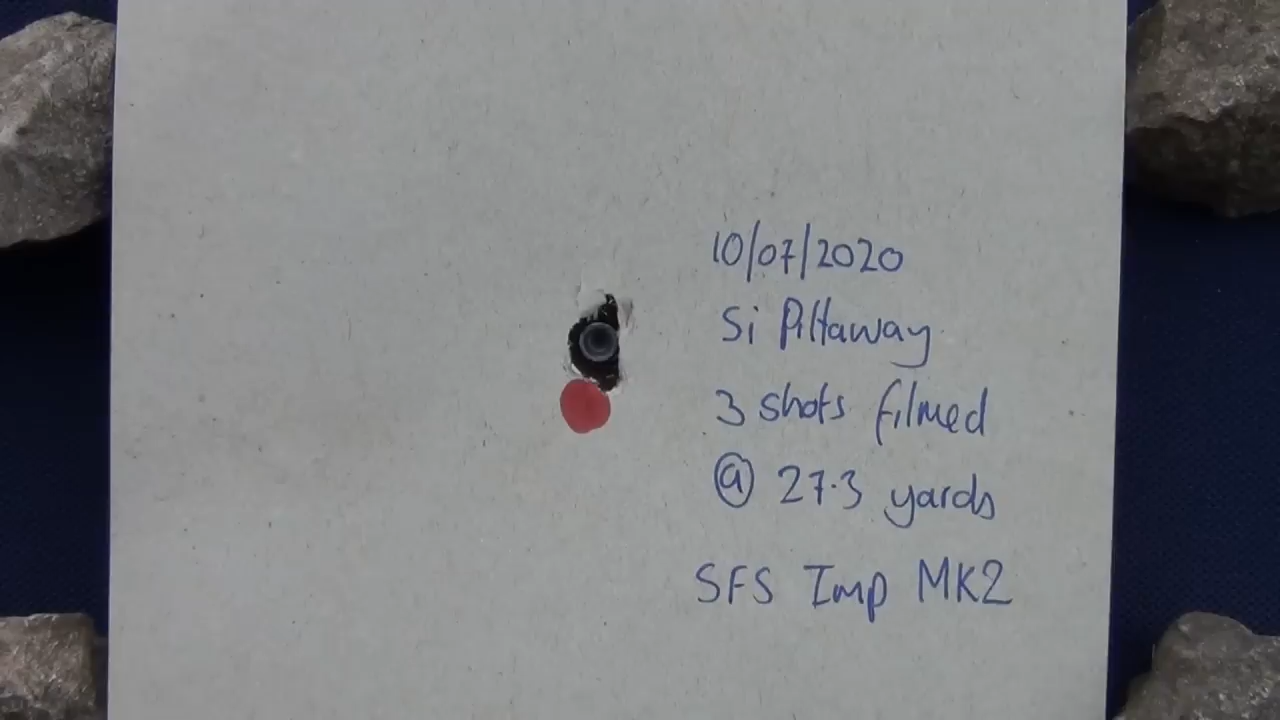 10/07/2020
Si Pittaway
3 shots filmed
@ 27.3 yards
SFS Imp MK2